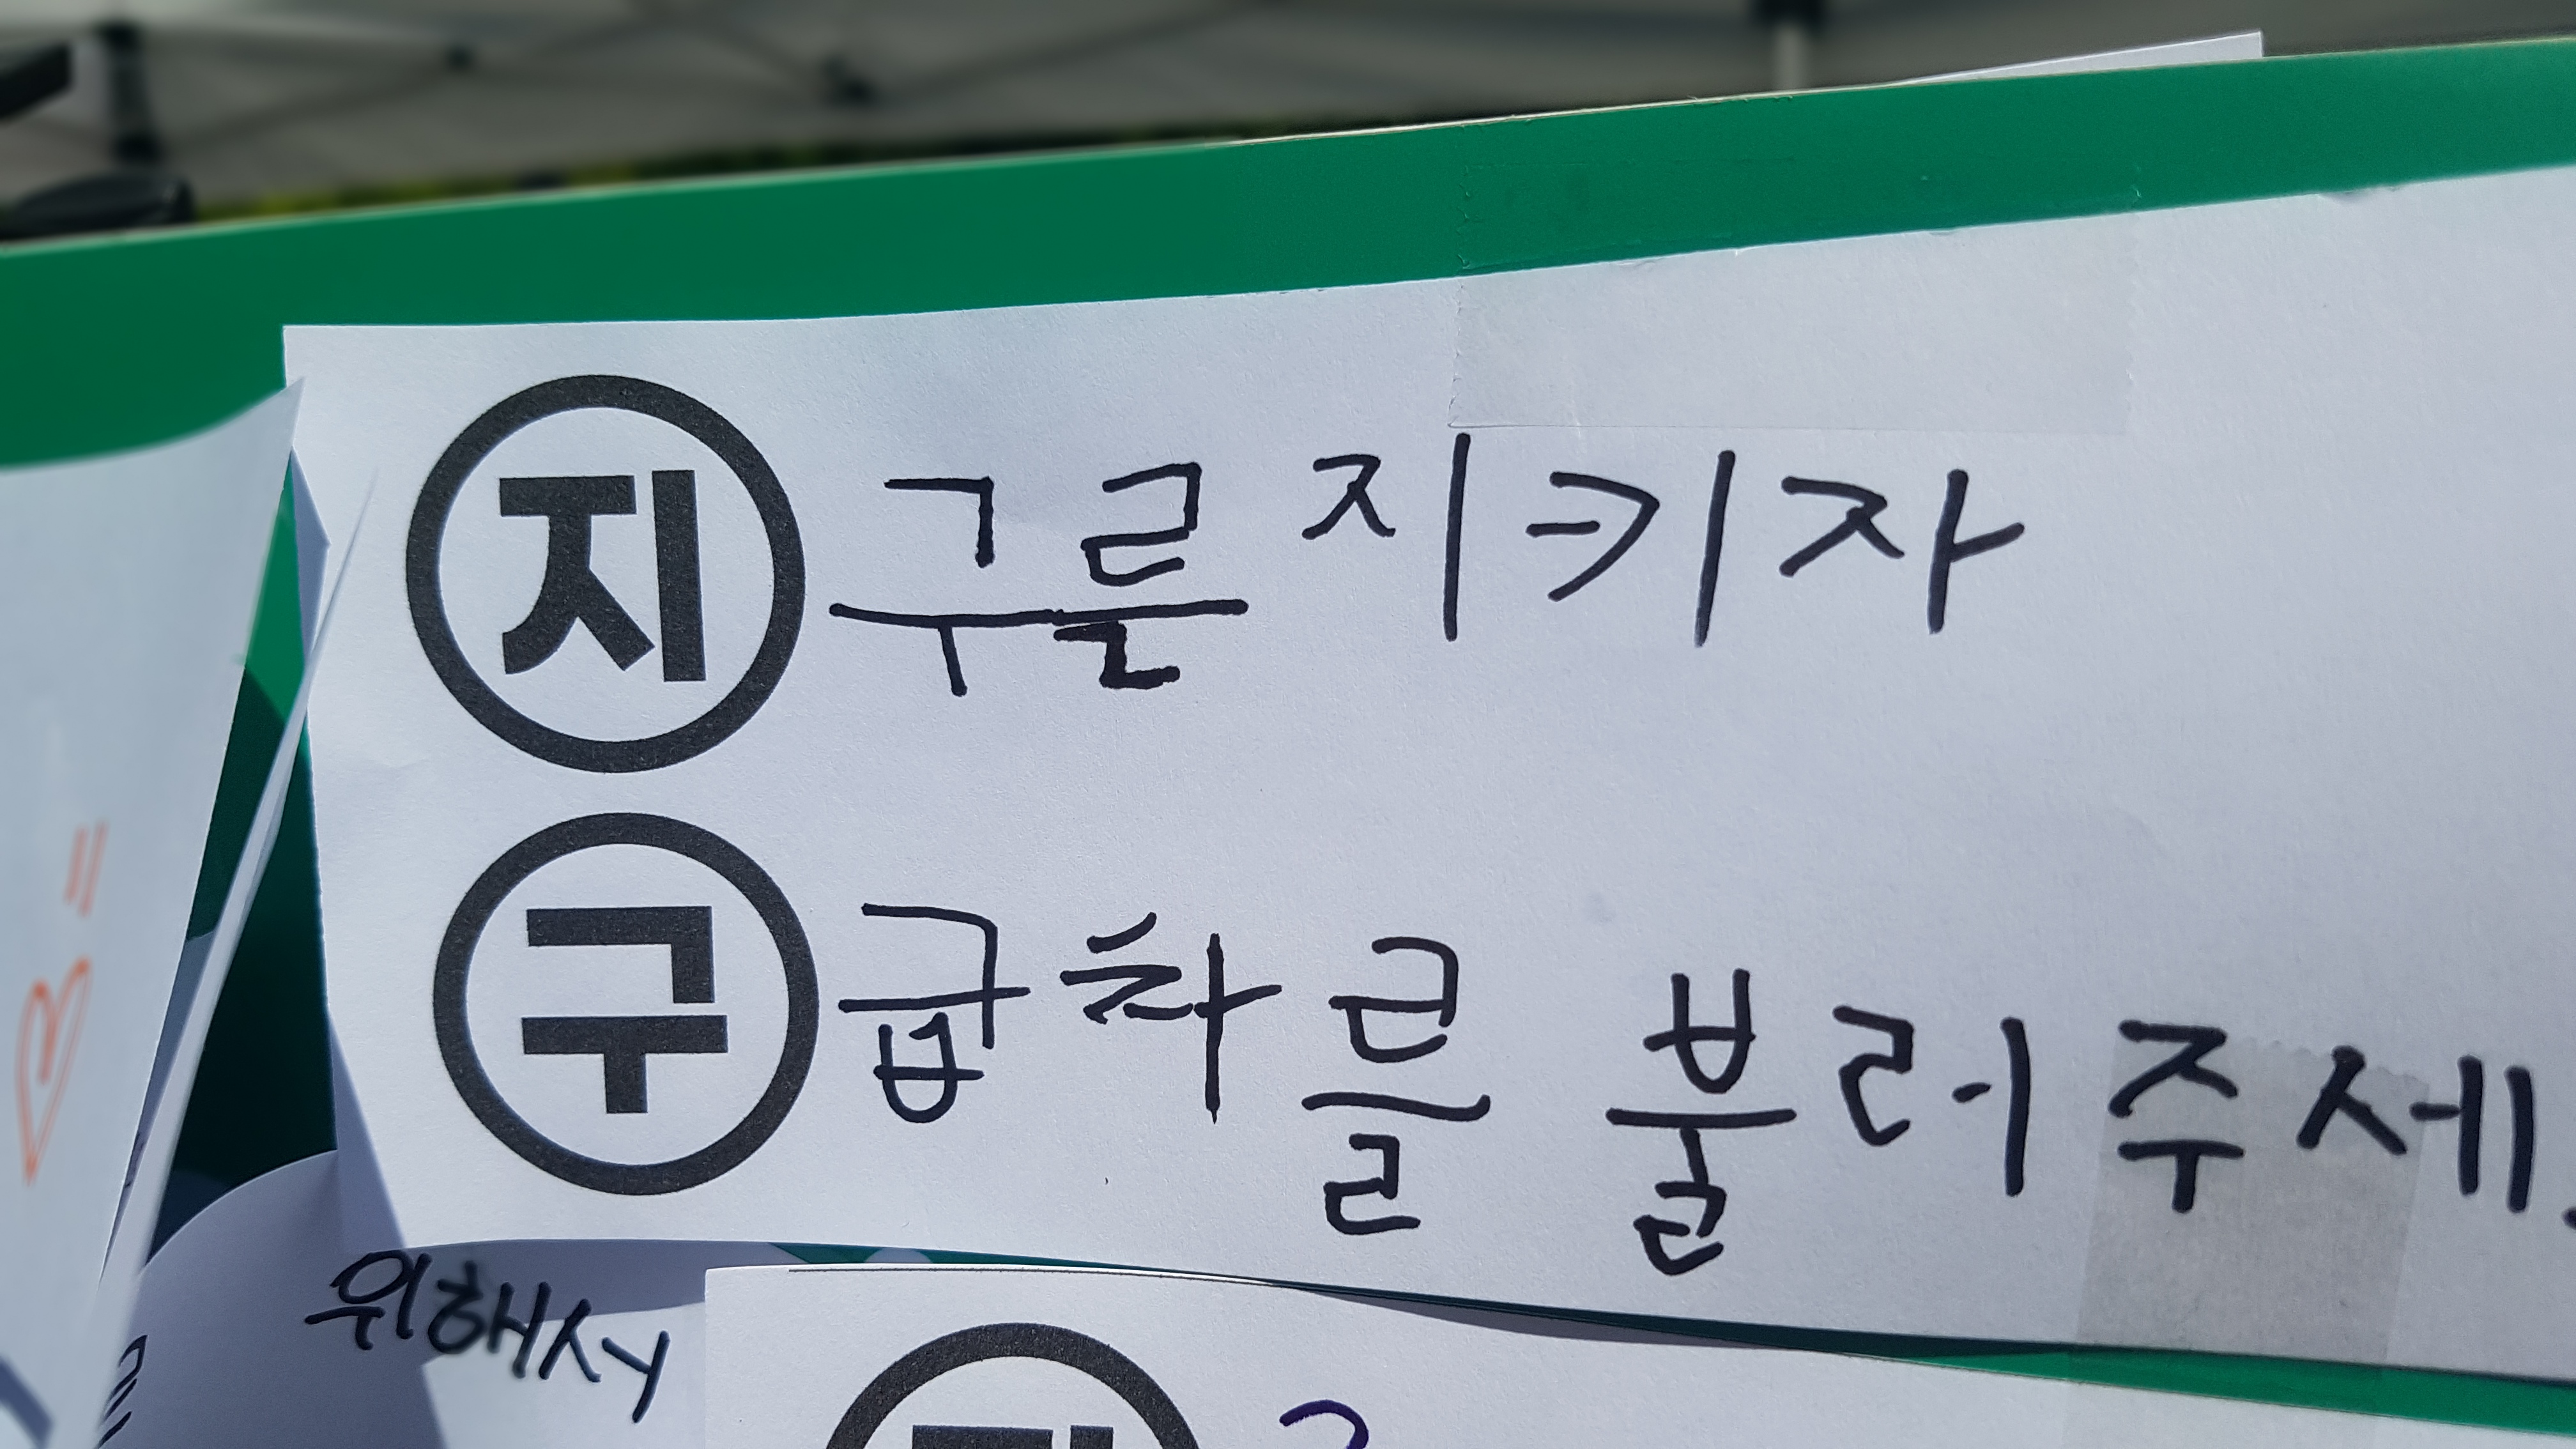 지구를 지키자
구급차를 불러주세
위해서